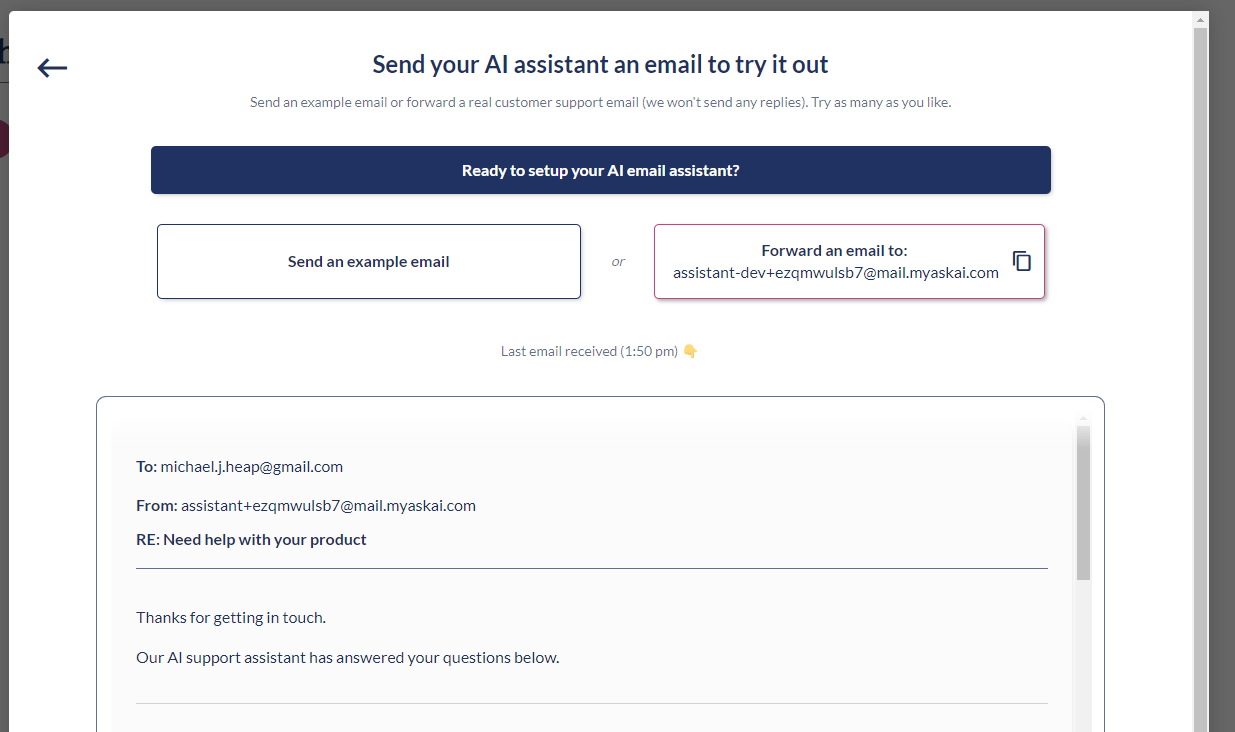 Send your AI assistant an email to try it out
Send an example email or forward a real customer support email (we won't send any replies). Try as many as you like.
Ready to setup your AI email assistant?
Send an example email
or
Forward an email to:
assistant-dev+ezqmwulsb7@mail.myaskai.com
Last email received (1:50 pm) 👇
To: michael.j.heap@gmail.com
From: assistant+ezqmwulsb7@mail.myaskai.com
RE: Need help with your product
Thanks for getting in touch.
Our AI support assistant has answered your questions below.